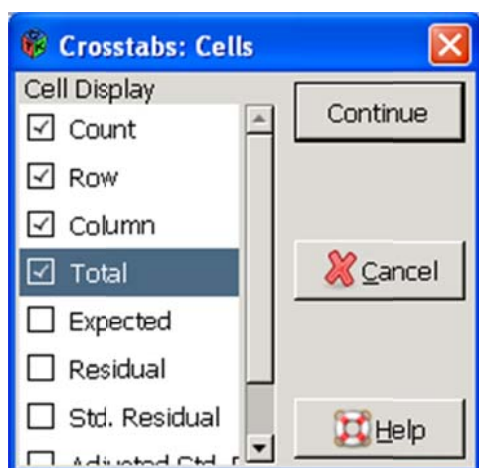 Crosstabs: Cells
Cell Display
Count
Row
Column
Total
Expected
Residual
Std. Residual
Continue
Cancel
Help